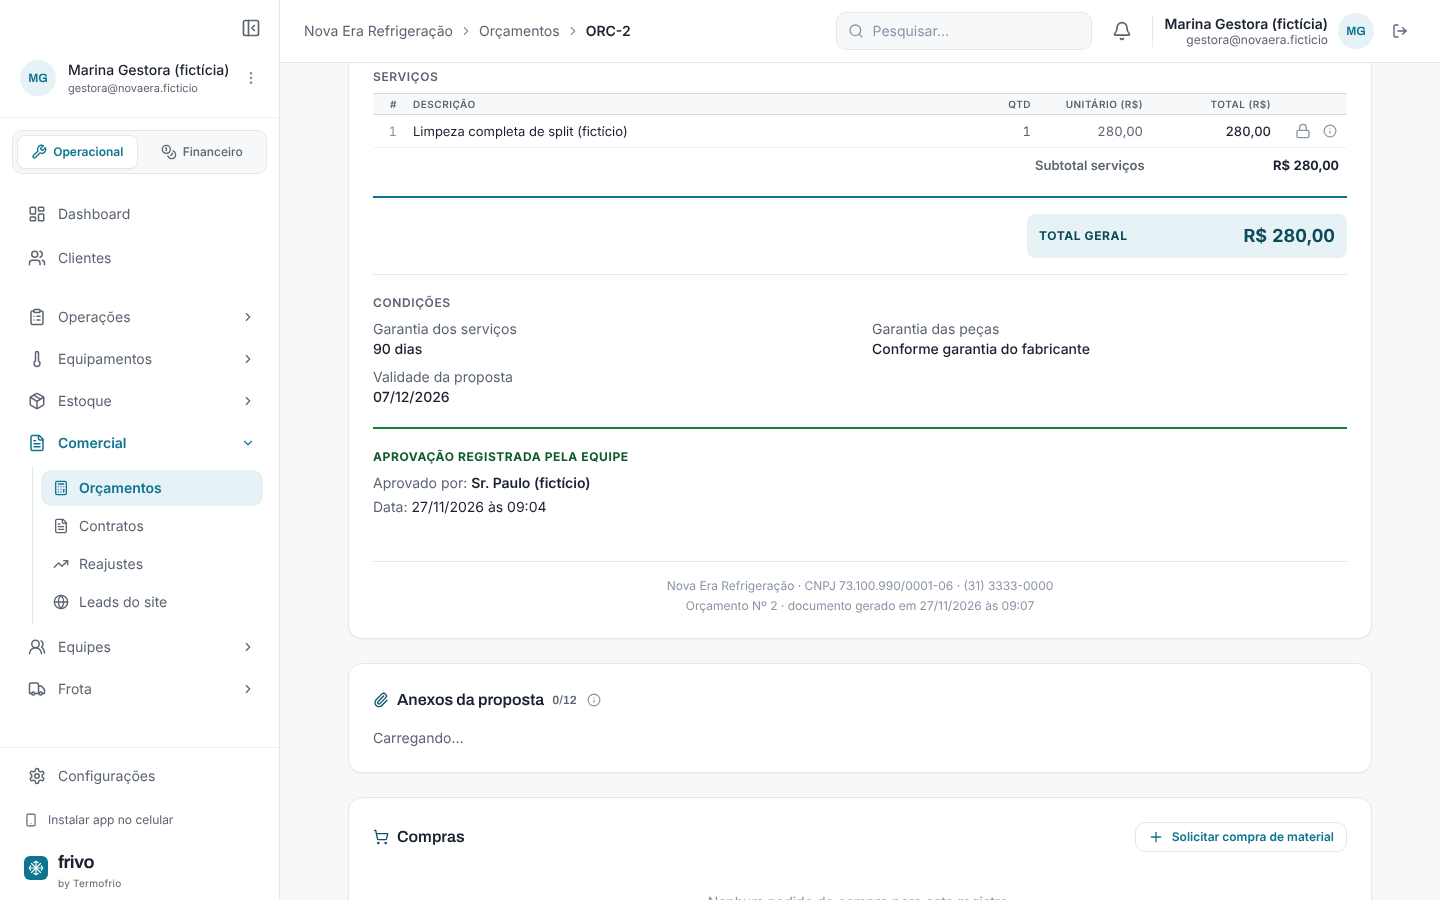 Nova Era Refrigeração > Orçamentos > ORC-2
Pesquisar...
Marina Gestora (fictícia)
gestora@novaera.ficticio
MG
MG
Marina Gestora (fictícia)
gestora@novaera.ficticio
Operacional
Financeiro
Dashboard
Clientes
Operações
Equipamentos
Estoque
Comercial
Orçamentos
Contratos
Reajustes
Leads do site
Equipes
Frota
Configurações
Instalar app no celular
frivo
by Termofrio
SERVIÇOS
# DESCRIÇÃO QTD UNITÁRIO (R$) TOTAL (R$)
1 Limpeza completa de split (fictício) 1 280,00 280,00
Subtotal serviços R$ 280,00
TOTAL GERAL R$ 280,00
CONDIÇÕES
Garantia dos serviços
90 dias
Garantia das peças
Conforme garantia do fabricante
Validade da proposta
07/12/2026
APROVAÇÃO REGISTRADA PELA EQUIPE
Aprovado por: Sr. Paulo (fictício)
Data: 27/11/2026 às 09:04
Nova Era Refrigeração · CNPJ 73.100.990/0001-06 · (31) 3333-0000
Orçamento Nº 2 · documento gerado em 27/11/2026 às 09:07
Anexos da proposta 0/12
Carregando...
Compras
Solicitar compra de material